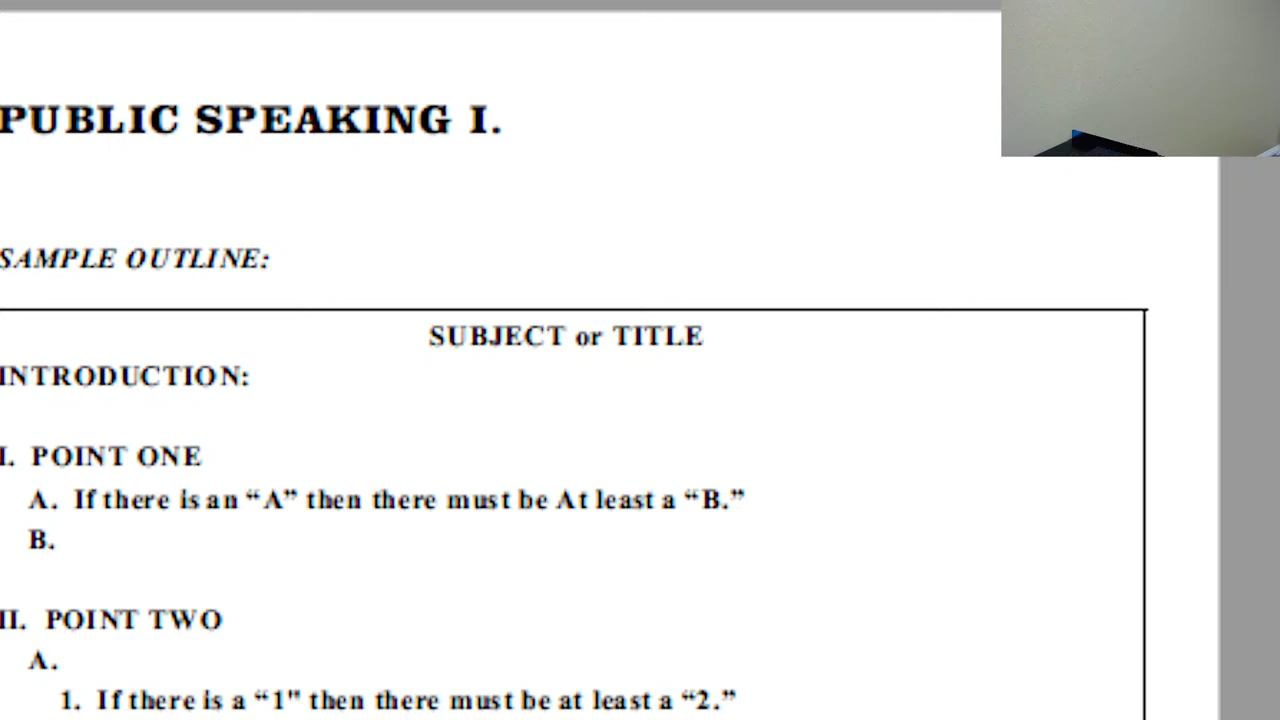 PUBLIC SPEAKING I.
SAMPLE OUTLINE:
SUBJECT or TITLE
INTRODUCTION:
I. POINT ONE
A. If there is an “A” then there must be At least a “B.”
B.
II. POINT TWO
A.
1. If there is a “1" then there must be at least a “2.”